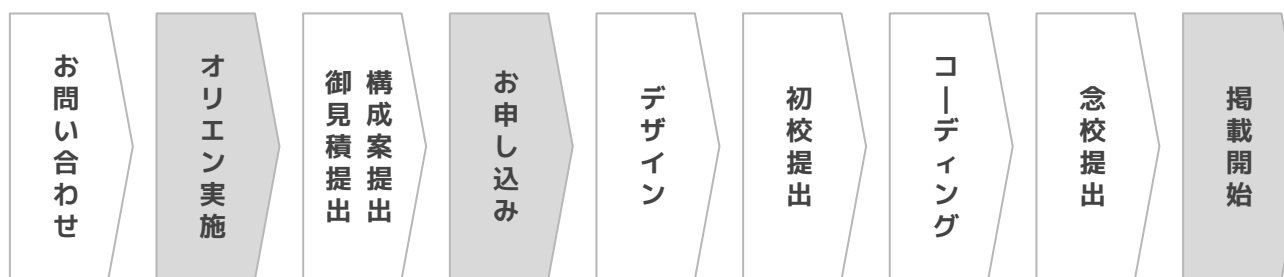 お問い合わせ
オリエン実施
構成案提出
御見積提出
お申し込み
デザイン
初校提出
コーディング
念校提出
掲載開始